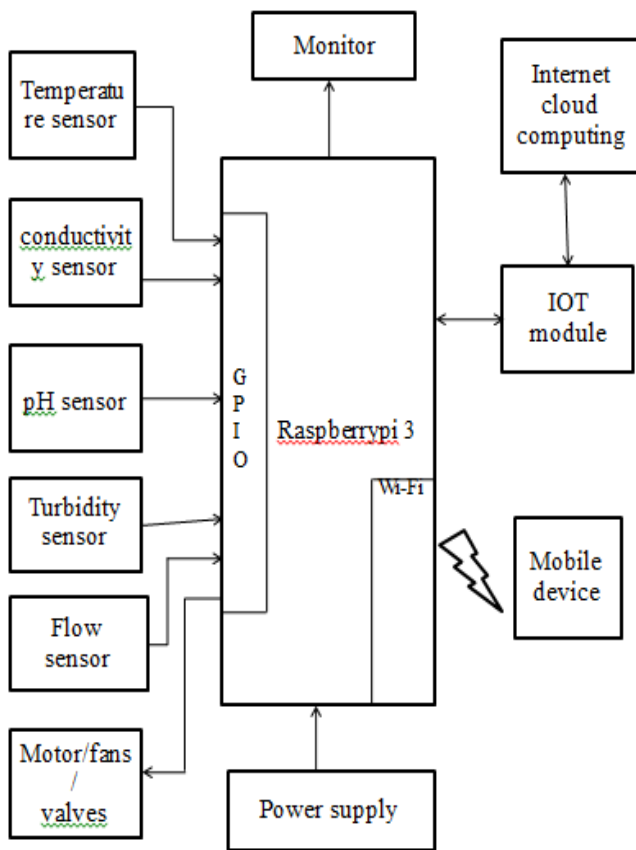 Monitor
Internet
cloud
computing
Temperatu
re sensor
conductivit
y sensor
IOT
module
pH sensor
G
P
I
O
Raspberrypi 3
Wi-Fi
Turbidity
sensor
Mobile
device
Flow
sensor
Motor/fans
/
valves
Power supply